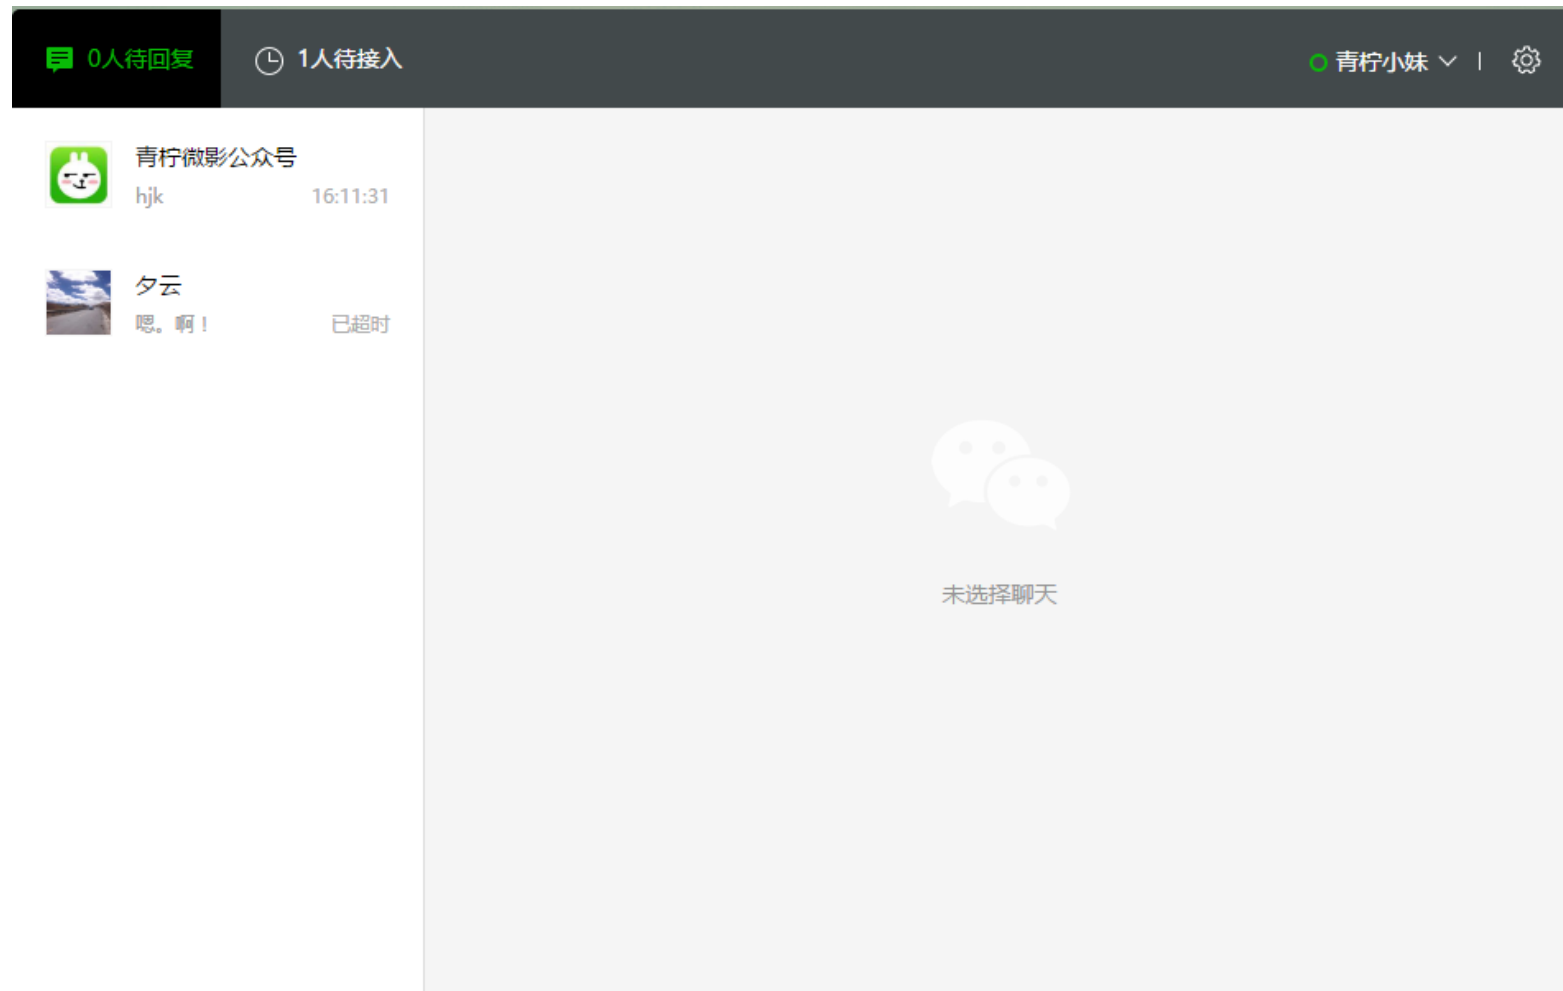 0人待回复
1人待接入
青柠小妹
青柠微影公众号
hjk 16:11:31
夕云
嗯。啊！ 已超时
未选择聊天